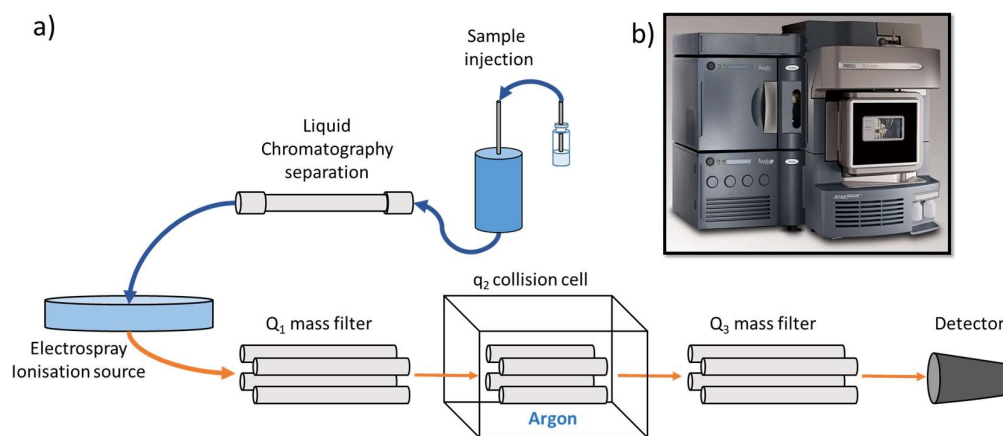 a)
Sample
injection
b)
Liquid
Chromatography
separation
q₂ collision cell
Q₁ mass filter
Q₃ mass filter
Detector
Electrospray
Ionisation source
Argon